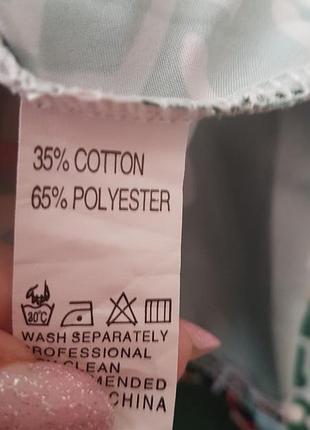 35% COTTON
65% POLYESTER
30°C
WASH SEPARATELY
PROFESSIONAL
CLEAN
CHINA